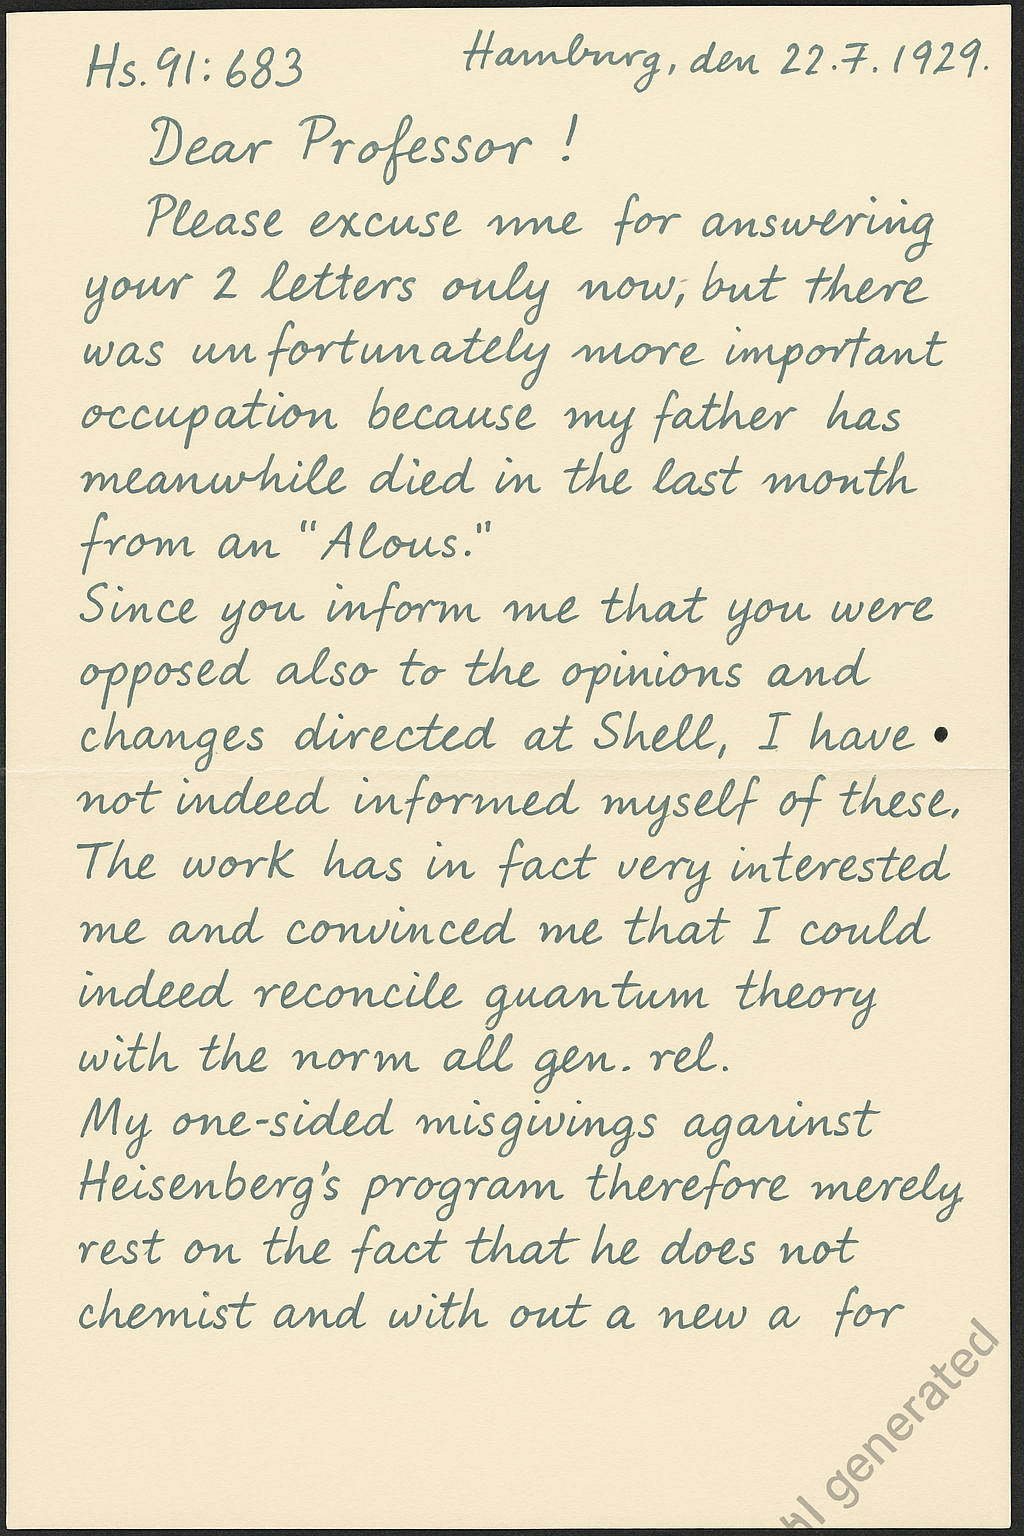 Hs. 91: 683
Hamburg, den 22.7.1929.
Dear Professor !
Please excuse me for answering
your 2 letters only now, but there
was unfortunately more important
occupation because my father has
meanwhile died in the last month
from an "Alous."
Since you inform me that you were
opposed also to the opinions and
changes directed at Shell, I have
not indeed informed myself of these.
The work has in fact very interested
me and convinced me that I could
indeed reconcile quantum theory
with the norm all gen. rel.
My one-sided misgivings against
Heisenberg's program therefore merely
rest on the fact that he does not
chemist and with out a new a for
generated